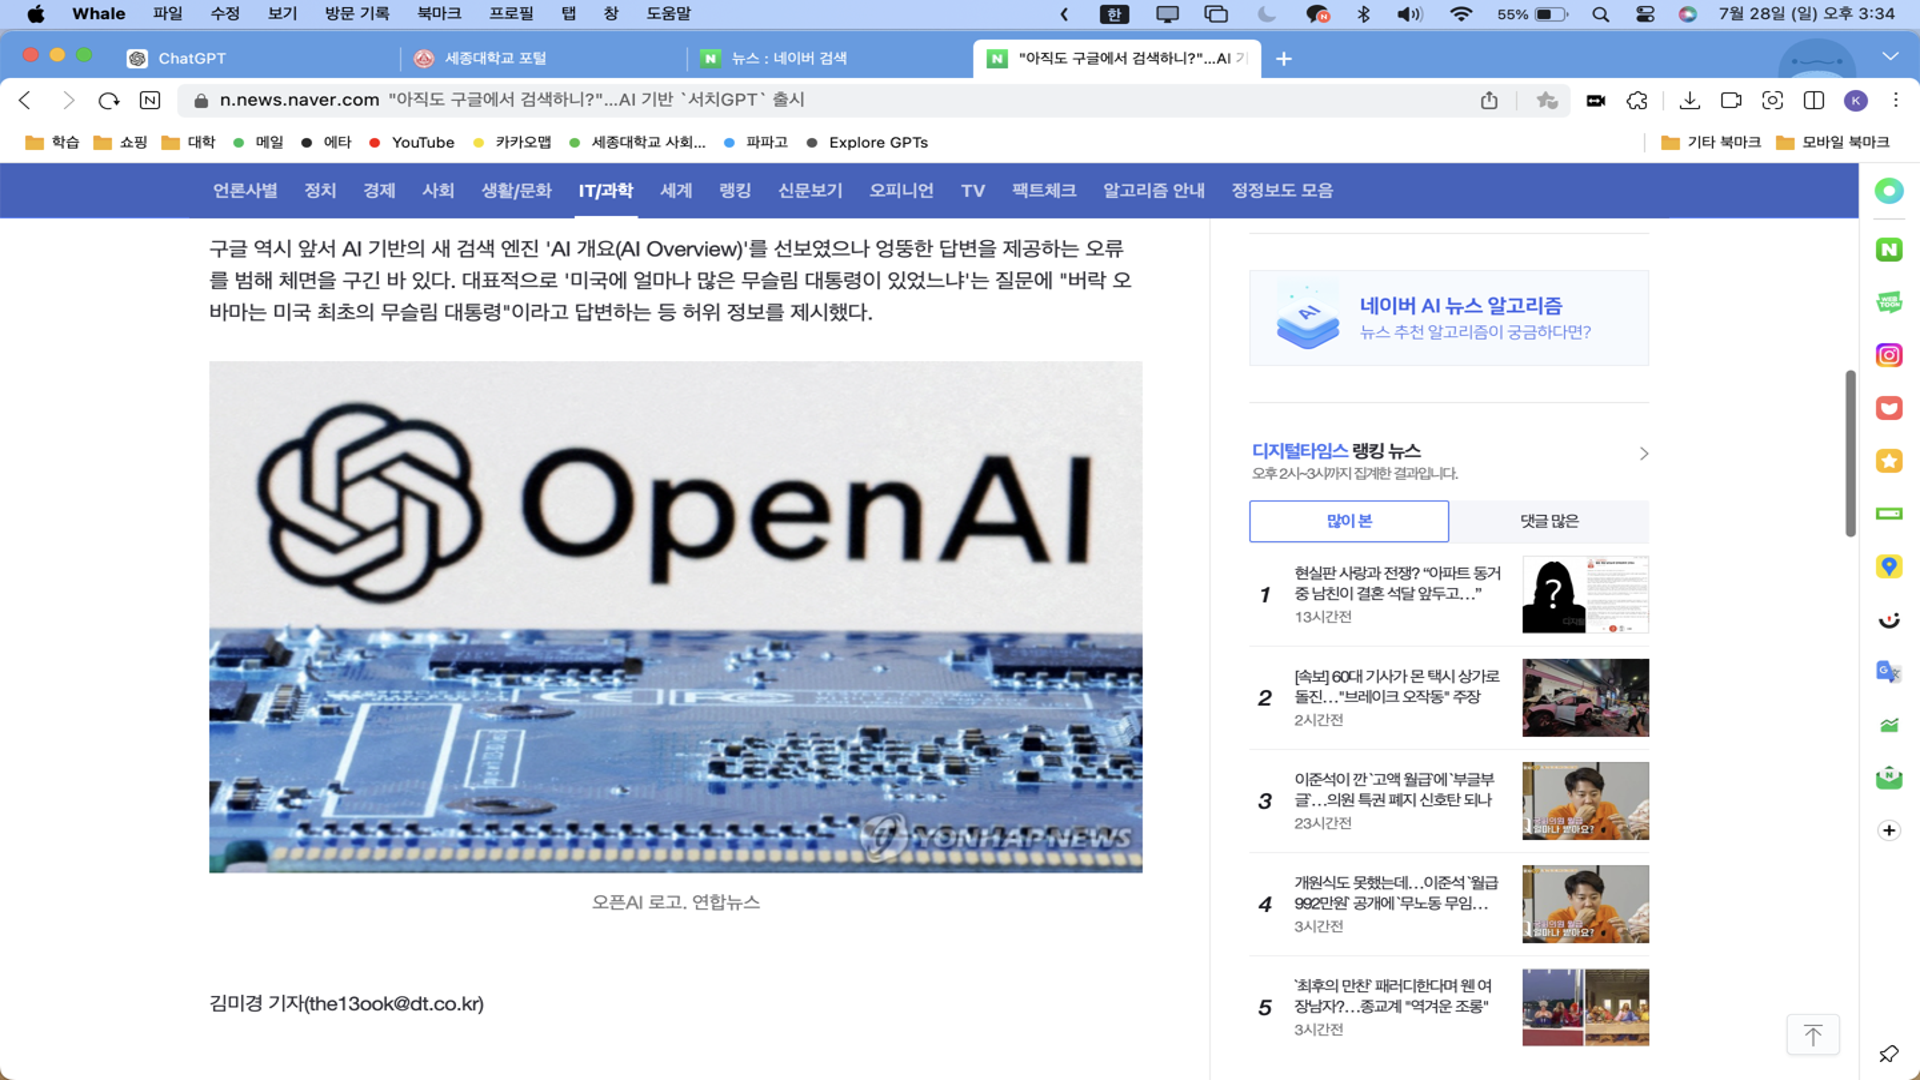 Whale 파일 수정 보기 방문 기록 북마크 프로필 탭 창 도움말 한 55% 7월 28일 (일) 오후 3:34
ChatGPT 세종대학교 포털 뉴스 : 네이버 검색 "아직도 구글에서 검색하니?"...AI 기
n.news.naver.com "아직도 구글에서 검색하니?"...AI 기반 `서치GPT` 출시
학습 쇼핑 대학 메일 에타 YouTube 카카오맵 세종대학교 사회... 파파고 Explore GPTs 기타 북마크 모바일 북마크
언론사별 정치 경제 사회 생활/문화 IT/과학 세계 랭킹 신문보기 오피니언 TV 팩트체크 알고리즘 안내 정정보도 모음
구글 역시 앞서 AI 기반의 새 검색 엔진 'AI 개요(AI Overview)'를 선보였으나 엉뚱한 답변을 제공하는 오류
를 범해 체면을 구긴 바 있다. 대표적으로 '미국에 얼마나 많은 무슬림 대통령이 있었느냐'는 질문에 "버락 오
바마는 미국 최초의 무슬림 대통령"이라고 답변하는 등 허위 정보를 제시했다.
OpenAI
YONHAPNEWS
오픈AI 로고. 연합뉴스
김미경 기자(the13ook@dt.co.kr)
AI
네이버 AI 뉴스 알고리즘
뉴스 추천 알고리즘이 궁금하다면?
디지털타임스 랭킹 뉴스
오후 2시~3시까지 집계한 결과입니다.
많이 본 댓글 많은
1 현실판 사랑과 전쟁? “아파트 동거
중 남친이 결혼 석달 앞두고…”
13시간전
2 [속보] 60대 기사가 몬 택시 상가로
돌진…"브레이크 오작동" 주장
2시간전
3 이준석이 깐 `고액 월급`에 `부글부
글`…의원 특권 폐지 신호탄 되나
23시간전
국회의원 월급
얼마나 받아요?
4 개원식도 못했는데…이준석 `월급
992만원` 공개에 `무노동 무임…
3시간전
국회의원 월급
얼마나 받아요?
5 `최후의 만찬` 패러디한다며 웬 여
장남자?…종교계 "역겨운 조롱"
3시간전